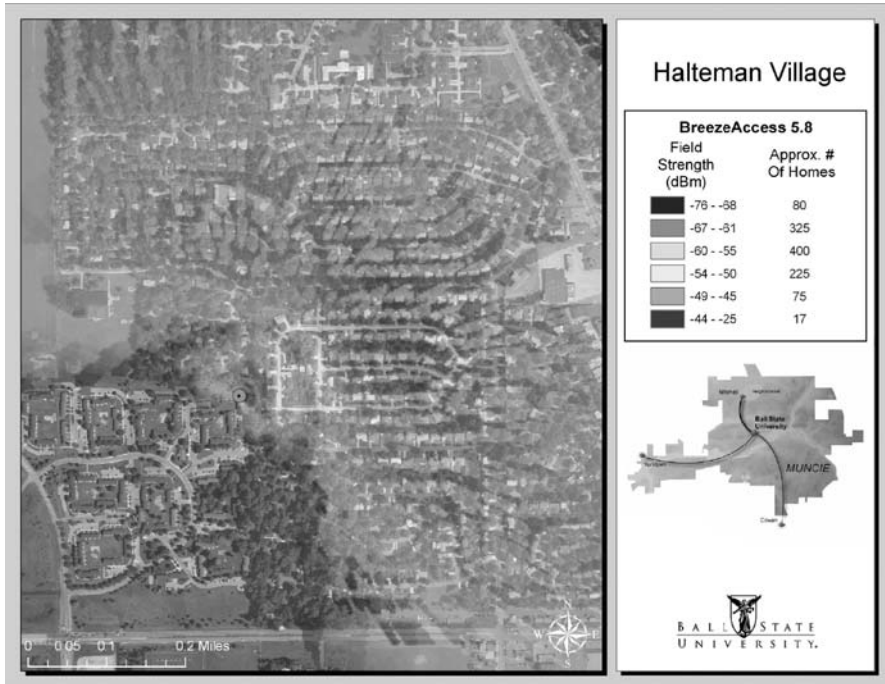 Halteman Village
BreezeAccess 5.8
Field Approx. #
Strength Of Homes
(dBm)
-76 - -68 80
-67 - -61 325
-60 - -55 400
-54 - -50 225
-49 - -45 75
-44 - -25 17
Ball State
University
MUNCIE
Cowan
N
W E
S
0 0.05 0.1 0.2 Miles
BALL STATE
UNIVERSITY.